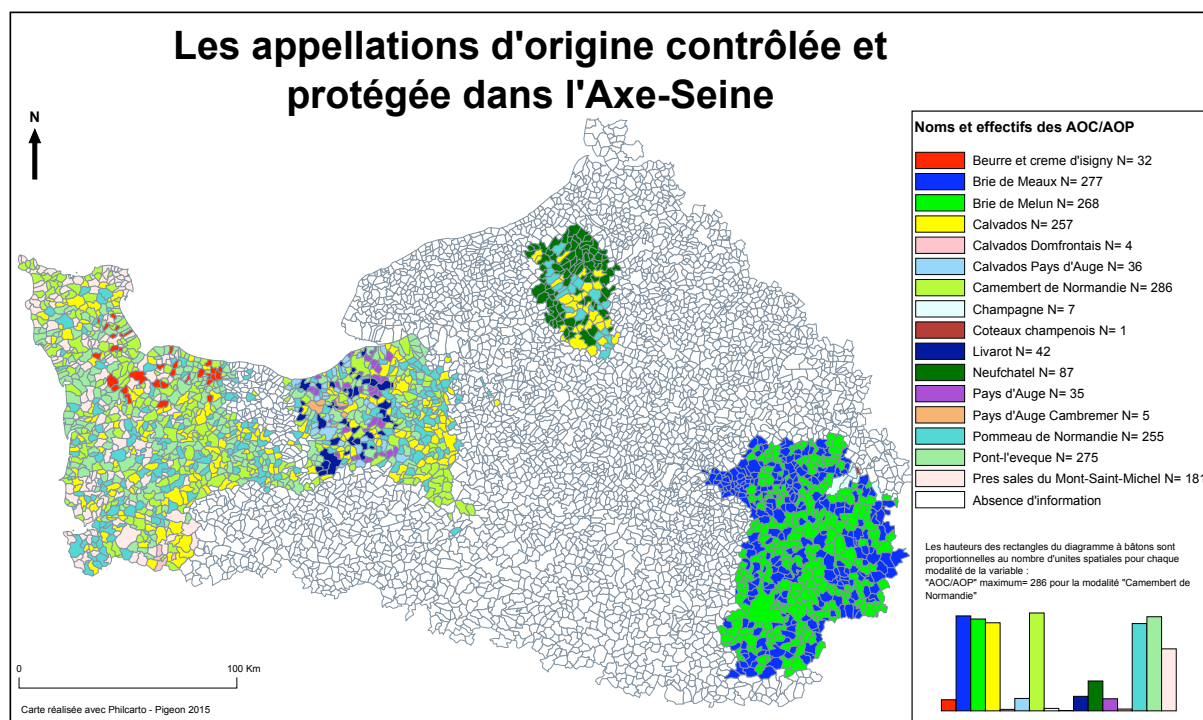 Les appellations d'origine contrôlée et
protégée dans l'Axe-Seine
N
Noms et effectifs des AOC/AOP
Beurre et creme d'isigny N= 32
Brie de Meaux N= 277
Brie de Melun N= 268
Calvados N= 257
Calvados Domfrontais N= 4
Calvados Pays d'Auge N= 36
Camembert de Normandie N= 286
Champagne N= 7
Coteaux champenois N= 1
Livarot N= 42
Neufchatel N= 87
Pays d'Auge N= 35
Pays d'Auge Cambremer N= 5
Pommeau de Normandie N= 255
Pont-l'eveque N= 275
Pres sales du Mont-Saint-Michel N= 181
Absence d'information
Les hauteurs des rectangles du diagramme à bâtons sont
proportionnelles au nombre d'unites spatiales pour chaque
modalité de la variable :
"AOC/AOP" maximum= 286 pour la modalité "Camembert de
Normandie"
0 100 Km
Carte réalisée avec Philcarto - Pigeon 2015